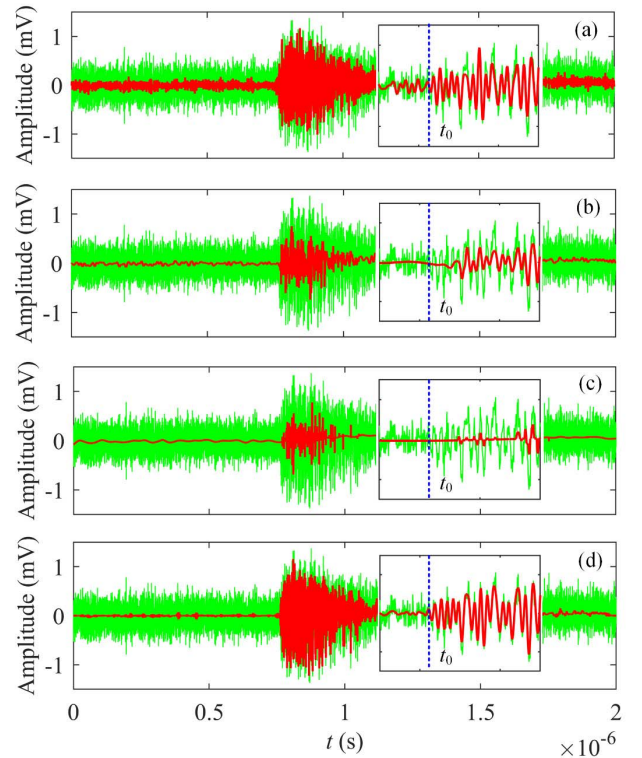 Amplitude (mV)
1
0
-1
(a)
t₀
Amplitude (mV)
1
0
-1
(b)
t₀
Amplitude (mV)
1
0
-1
(c)
t₀
Amplitude (mV)
1
0
-1
(d)
t₀
0 0.5 1 1.5 2
t (s)
×10⁻⁶